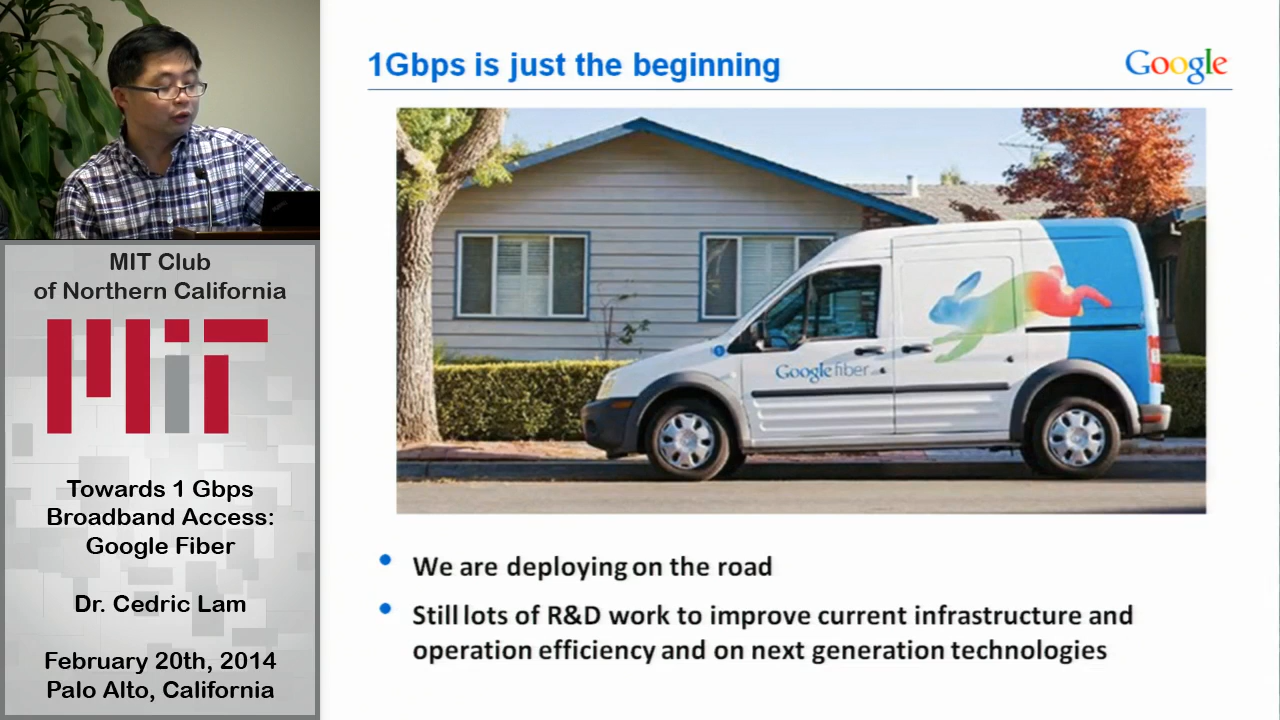 MIT Club
of Northern California
MIT
Towards 1 Gbps
Broadband Access:
Google Fiber
Dr. Cedric Lam
February 20th, 2014
Palo Alto, California
1Gbps is just the beginning
Google
Google fiber
• We are deploying on the road
• Still lots of R&D work to improve current infrastructure and
operation efficiency and on next generation technologies